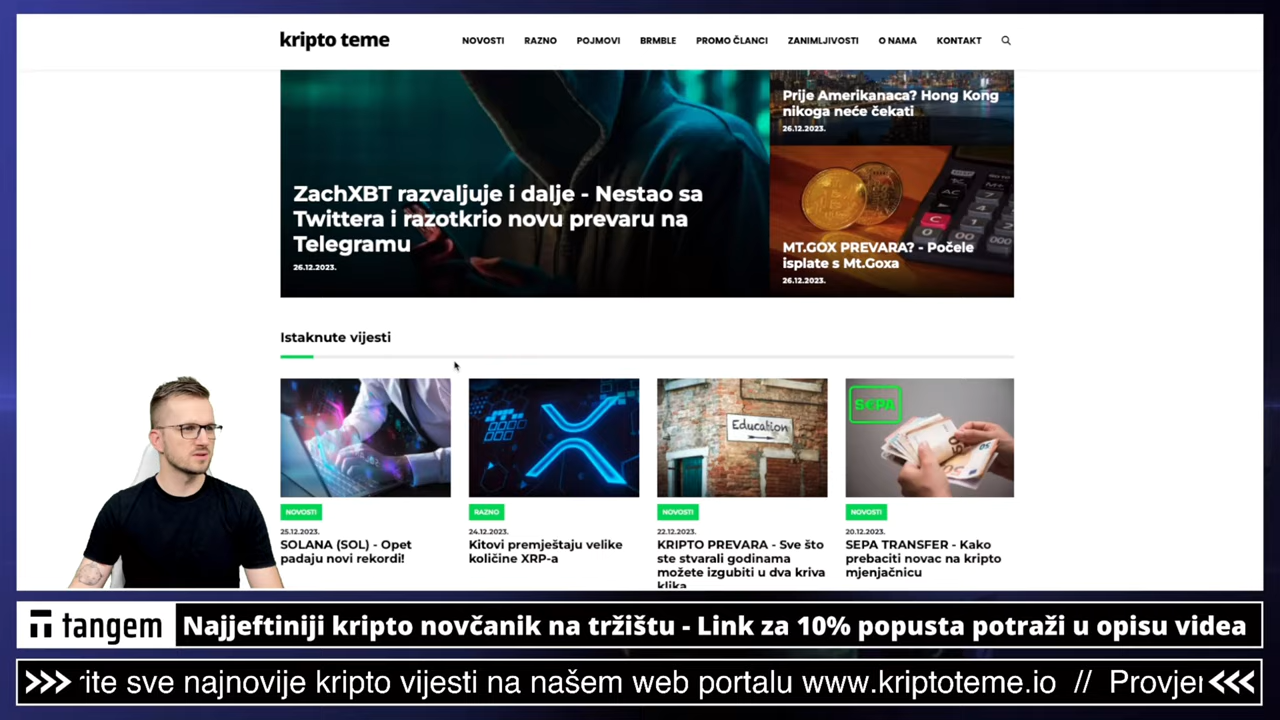 kripto teme
NOVOSTI RAZNO POJMOVI BRMBLE PROMO ČLANCI ZANIMLJIVOSTI O NAMA KONTAKT
ZachXBT razvaljuje i dalje - Nestao sa
Twittera i razotkrio novu prevaru na
Telegramu
26.12.2023.
Prije Amerikanaca? Hong Kong
nikoga neće čekati
26.12.2023.
MT.GOX PREVARA? - Počele
isplate s Mt.Goxa
26.12.2023.
Istaknute vijesti
Education
SEPA
NOVOSTI
25.12.2023.
SOLANA (SOL) - Opet
padaju novi rekordi!
RAZNO
24.12.2023.
Kitovi premještaju velike
količine XRP-a
NOVOSTI
22.12.2023.
KRIPTO PREVARA - Sve što
ste stvarali godinama
možete izgubiti u dva kriva
klika
NOVOSTI
20.12.2023.
SEPA TRANSFER - Kako
prebaciti novac na kripto
mjenjačnicu
tangem
Najjeftiniji kripto novčanik na tržištu - Link za 10% popusta potraži u opisu videa
>>> ite sve najnovije kripto vijesti na našem web portalu www.kriptoteme.io // Provjer <<<